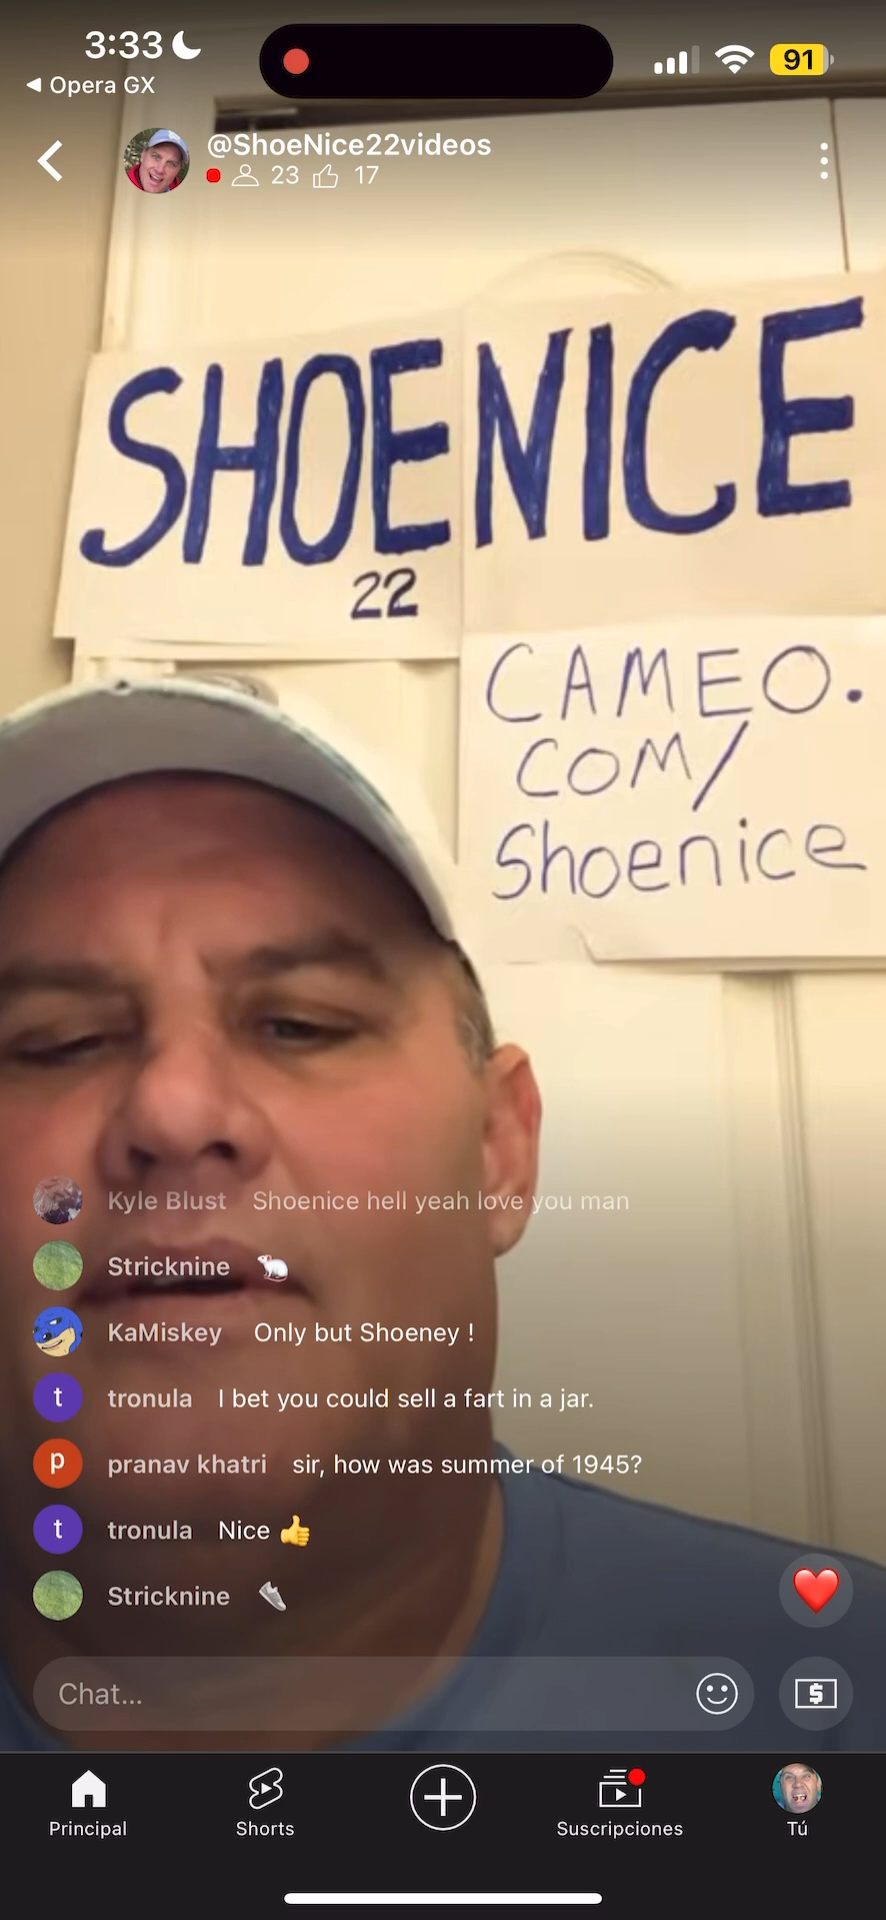 3:33
91
Opera GX
@ShoeNice22videos
23 17
SHOENICE
22
CAMEO.
COM/
Shoenice
Kyle Blust Shoenice hell yeah love you man
Stricknine 🐁
KaMiskey Only but Shoeney !
t tronula I bet you could sell a fart in a jar.
p pranav khatri sir, how was summer of 1945?
t tronula Nice 👍
Stricknine 👟
Chat...
Principal Shorts Suscripciones Tú